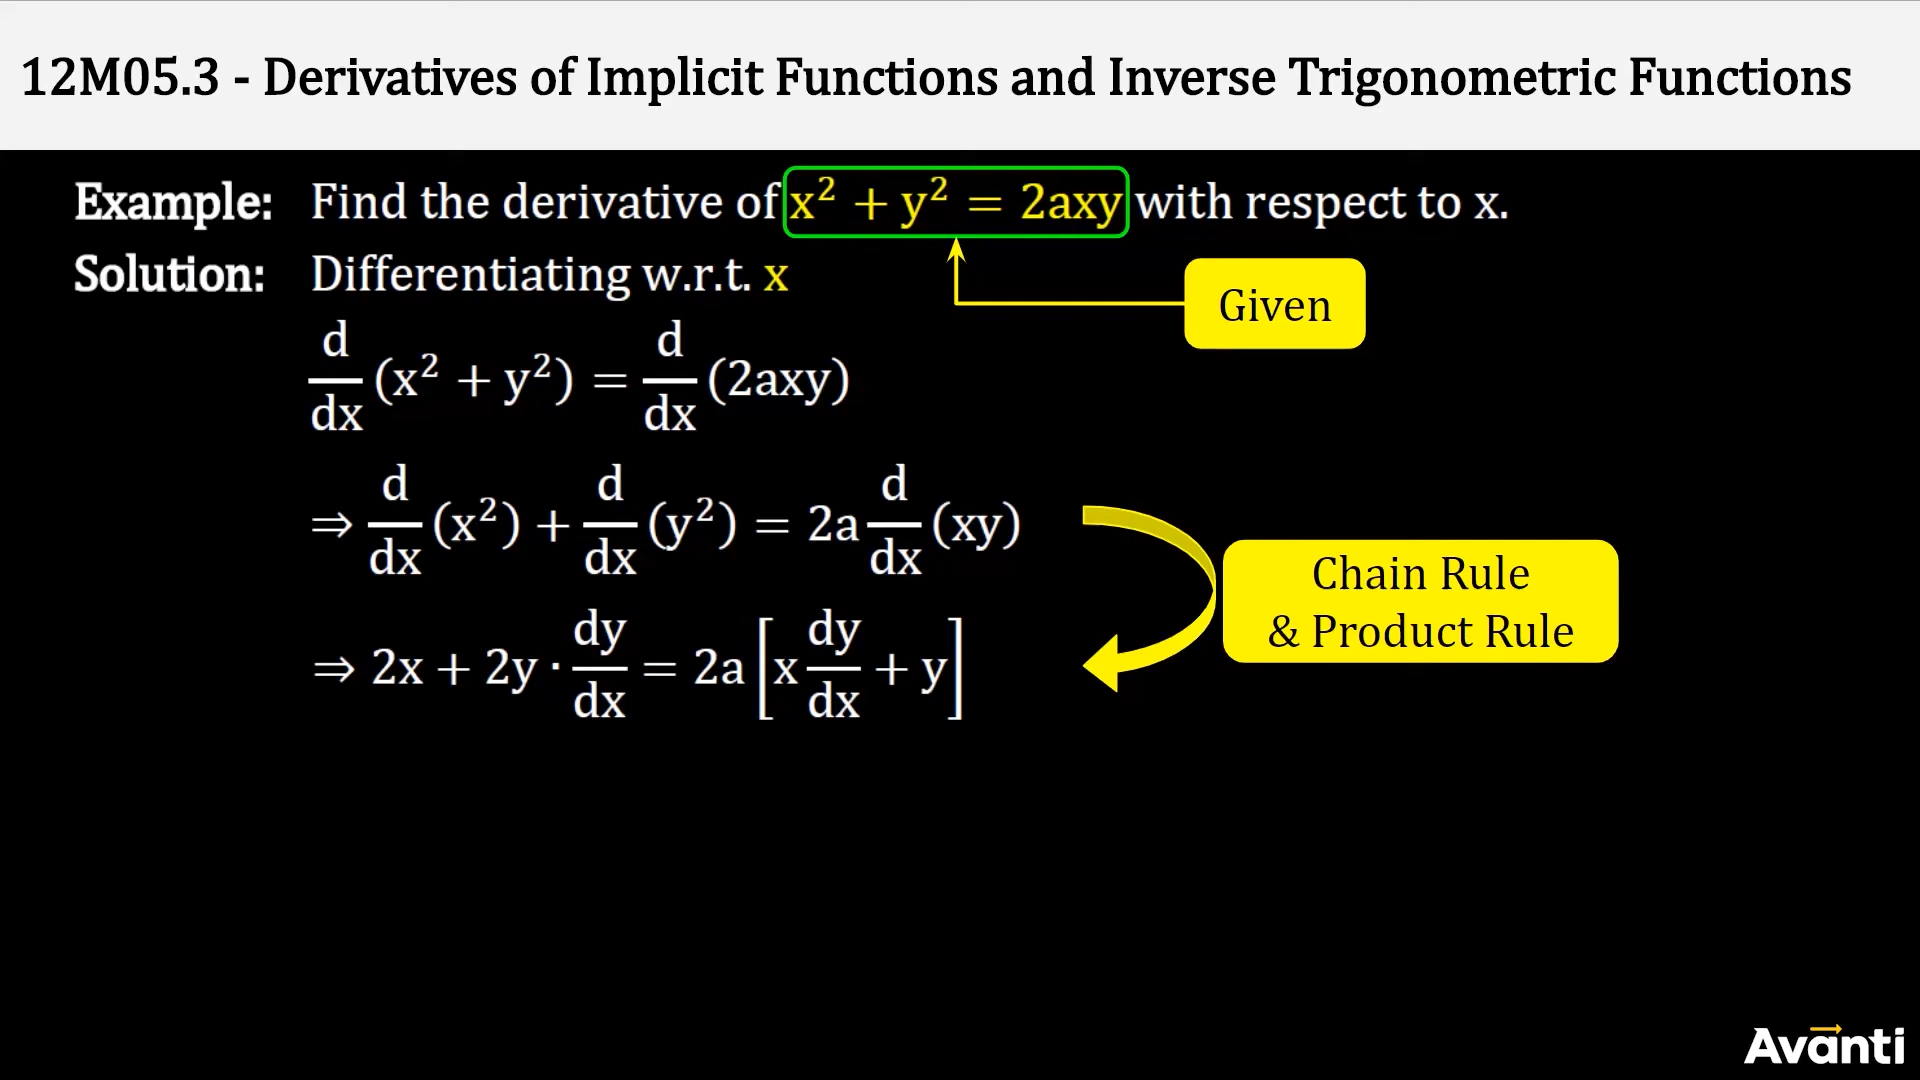 12M05.3 - Derivatives of Implicit Functions and Inverse Trigonometric Functions
Example: Find the derivative of x² + y² = 2axy with respect to x.
Solution: Differentiating w.r.t. x
Given
d/dx (x² + y²) = d/dx (2axy)
⇒ d/dx (x²) + d/dx (y²) = 2a d/dx (xy)
Chain Rule
& Product Rule
⇒ 2x + 2y · dy/dx = 2a [x dy/dx + y]
Avanti